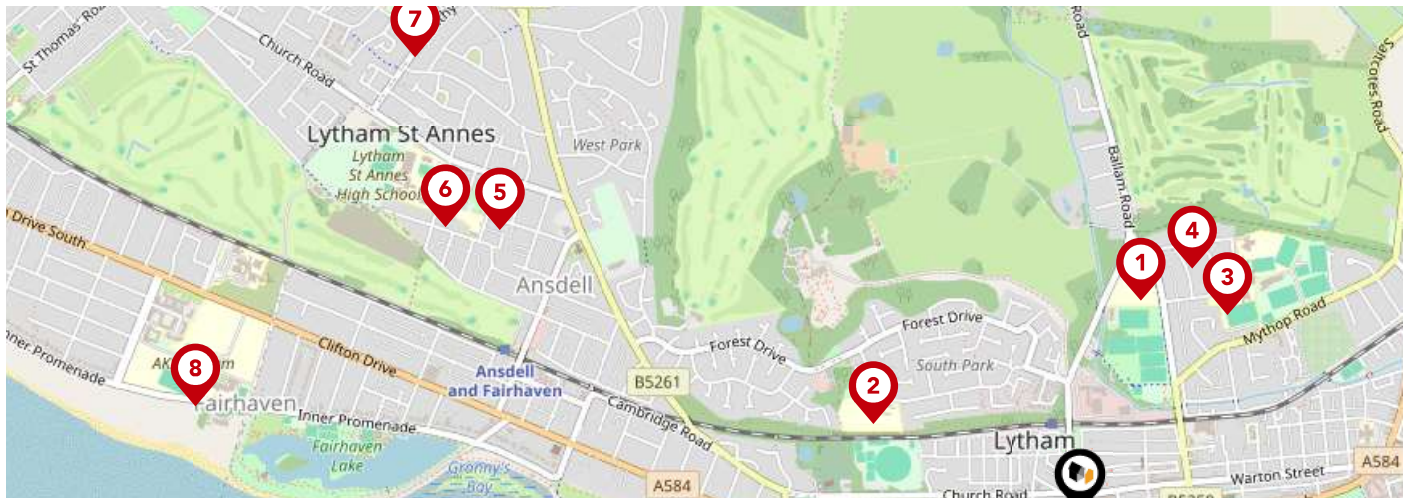 7
St Thomas' Road
Church Road
Road
Saltcotes Road
Lytham St Annes
Lytham
St Annes
High School
West Park
Ballam Road
6
5
4
1
3
Drive South
Ansdell
Mythop Road
Forest Drive
Forest Drive
Inner Promenade
Clifton Drive
South Park
8
Ansdell
and Fairhaven
B5261
2
Fairhaven
Inner Promenade
Cambridge Road
Lytham
Fairhaven
Lake
Granny's
Bay
A584
Church Road
Warton Street
A584